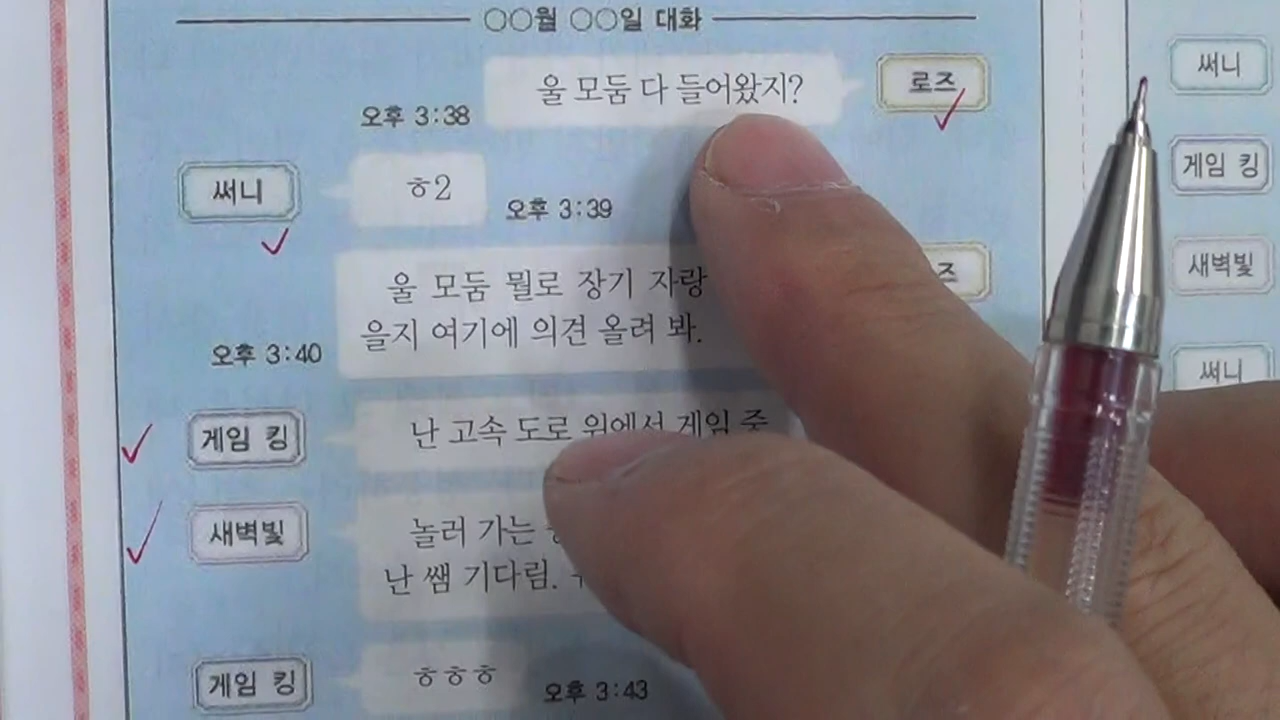 ○○월 ○○일 대화
울 모둠 다 들어왔지?
로즈
오후 3:38
써니
ㅎ2
오후 3:39
울 모둠 뭘로 장기 자랑
을지 여기에 의견 올려 봐.
오후 3:40
게임 킹
난 고속 도로 위에서 게임 중
새벽빛
놀러 가는
난 쌤 기다림.
게임 킹
ㅎㅎㅎ
오후 3:43
써니
게임 킹
새벽빛
써니